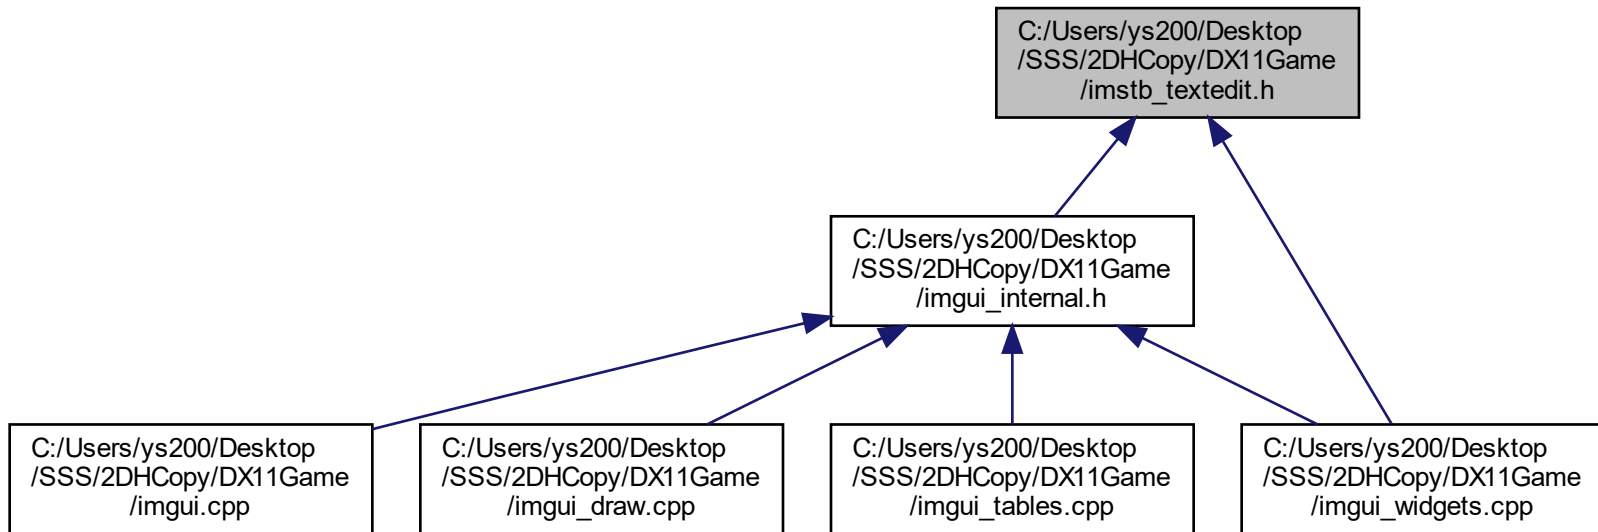 C:/Users/ys200/Desktop
/SSS/2DHCopy/DX11Game
/imstb_textedit.h
C:/Users/ys200/Desktop
/SSS/2DHCopy/DX11Game
/imgui_internal.h
C:/Users/ys200/Desktop
/SSS/2DHCopy/DX11Game
/imgui.cpp
C:/Users/ys200/Desktop
/SSS/2DHCopy/DX11Game
/imgui_draw.cpp
C:/Users/ys200/Desktop
/SSS/2DHCopy/DX11Game
/imgui_tables.cpp
C:/Users/ys200/Desktop
/SSS/2DHCopy/DX11Game
/imgui_widgets.cpp